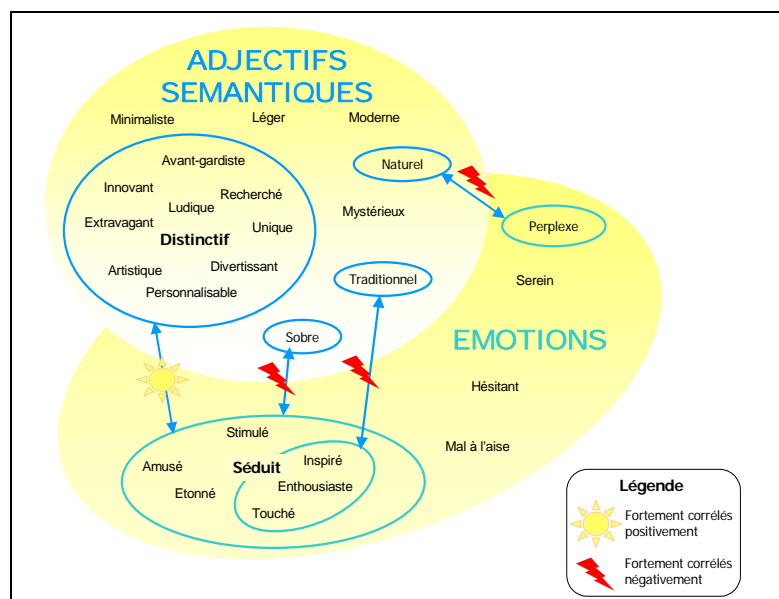 ADJECTIFS
SEMANTIQUES
Minimaliste
Léger
Moderne
Avant-gardiste
Naturel
Innovant
Recherché
Ludique
Mystérieux
Extravagant
Unique
Perplexe
Distinctif
Artistique
Divertissant
Traditionnel
Serein
Personnalisable
Sobre
EMOTIONS
Hésitant
Stimulé
Mal à l'aise
Amusé
Séduit
Inspiré
Etonné
Enthousiaste
Touché
Légende
Fortement corrélés
positivement
Fortement corrélés
négativement